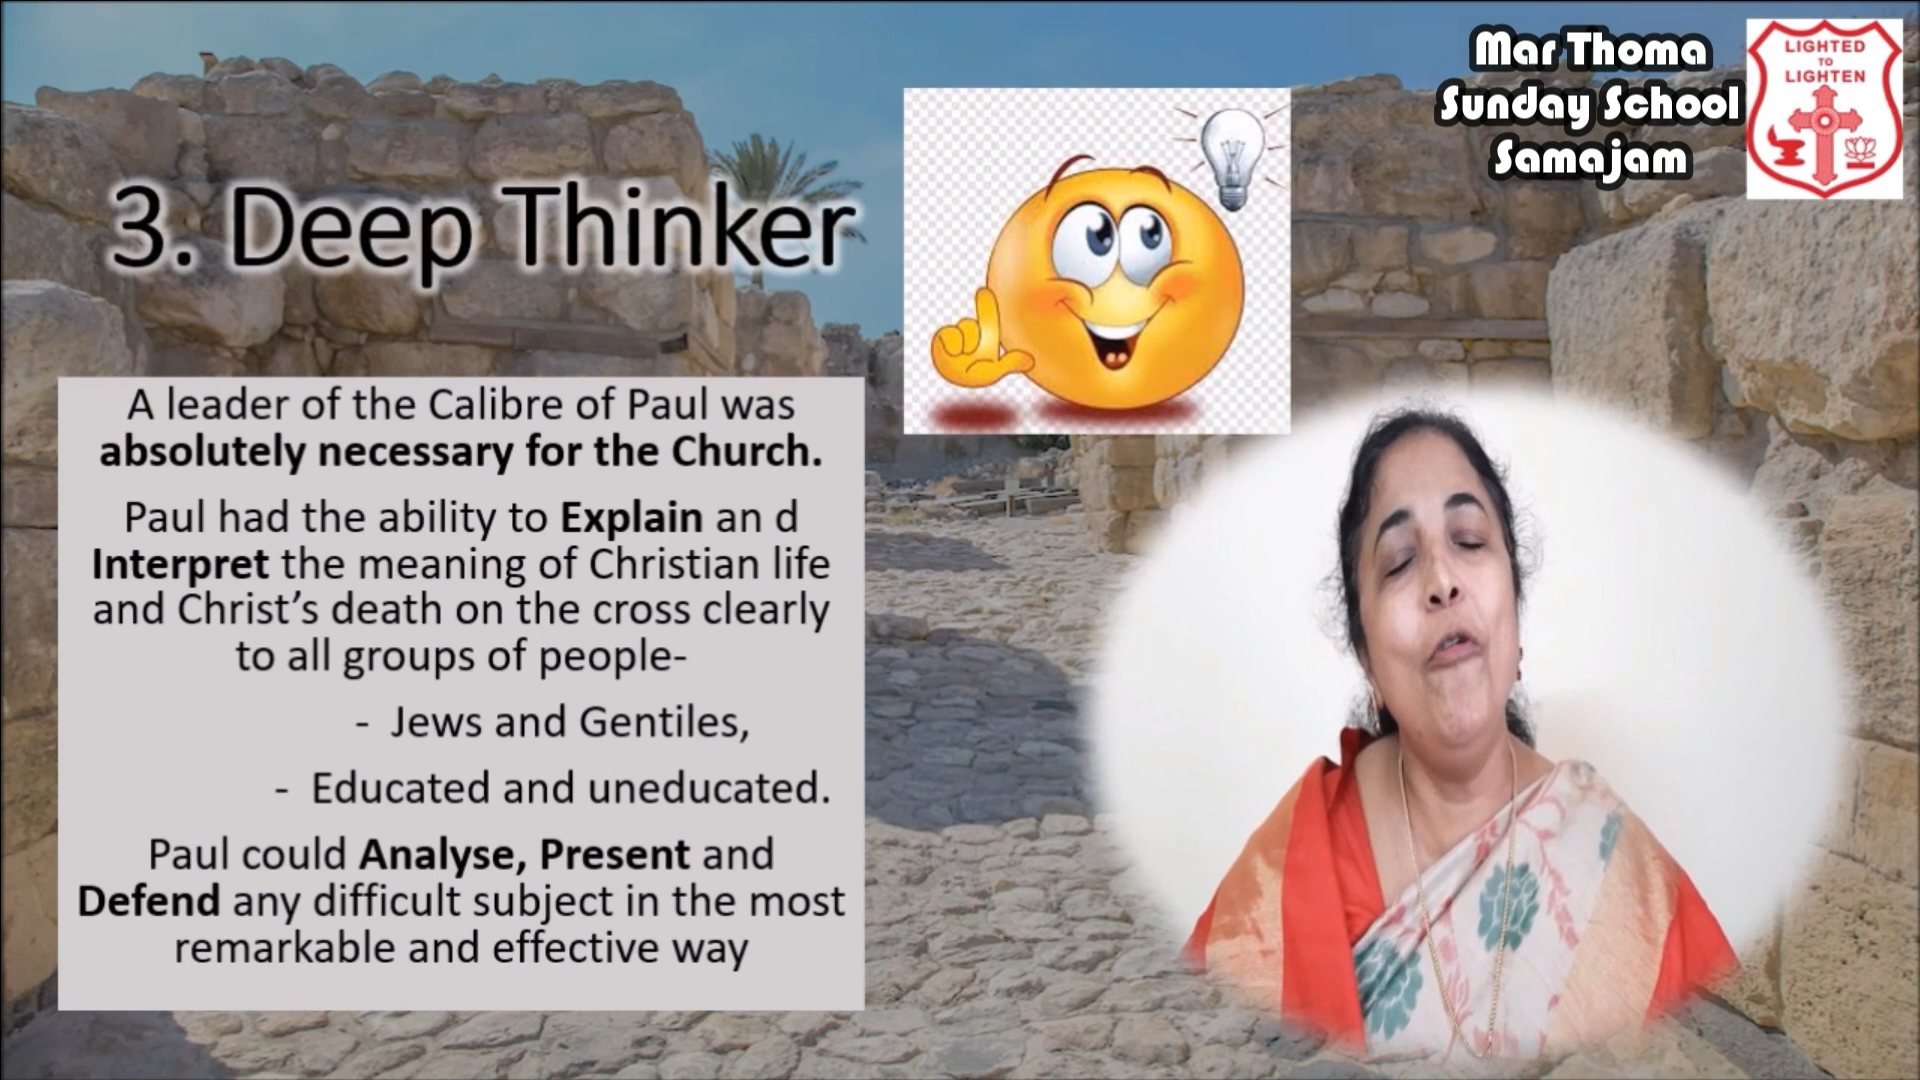 Mar Thoma
Sunday School
Samajam
LIGHTED
TO
LIGHTEN
3. Deep Thinker
A leader of the Calibre of Paul was
absolutely necessary for the Church.
Paul had the ability to Explain an d
Interpret the meaning of Christian life
and Christ’s death on the cross clearly
to all groups of people-
- Jews and Gentiles,
- Educated and uneducated.
Paul could Analyse, Present and
Defend any difficult subject in the most
remarkable and effective way